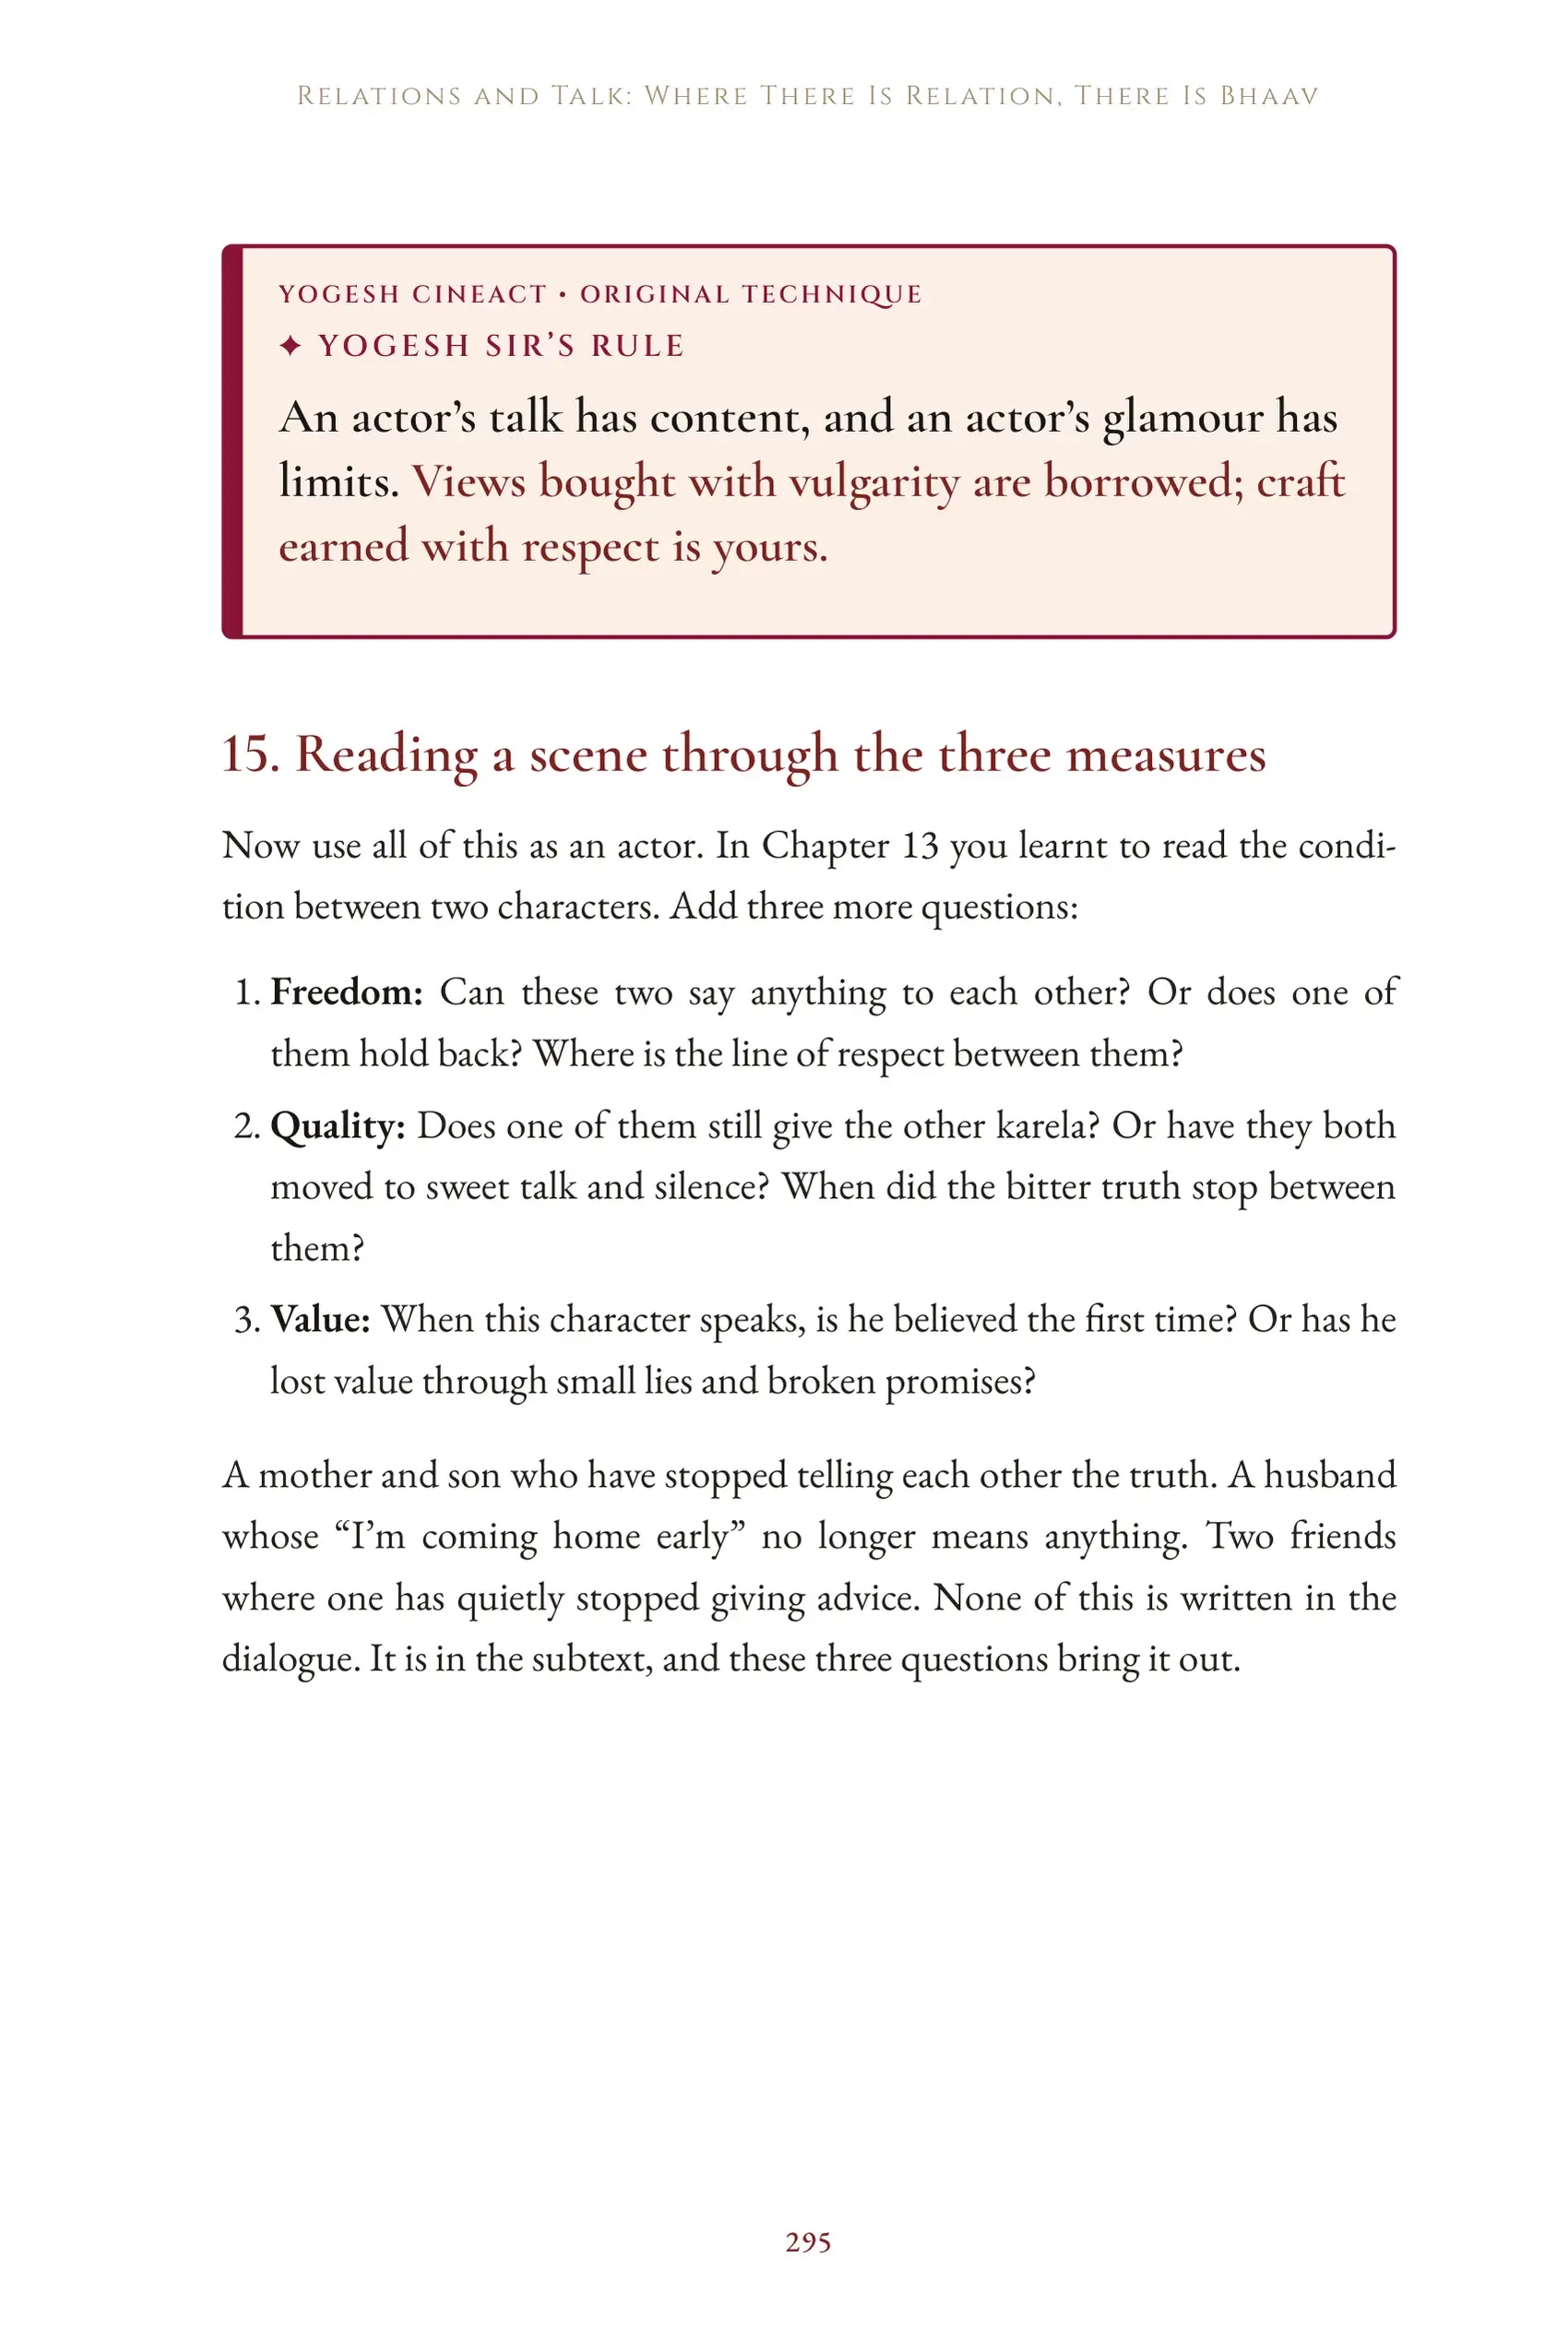 Relations and Talk: Where There Is Relation, There Is Bhaav
YOGESH CINEACT • ORIGINAL TECHNIQUE
✦ YOGESH SIR’S RULE
An actor’s talk has content, and an actor’s glamour has
limits. Views bought with vulgarity are borrowed; craft
earned with respect is yours.
15. Reading a scene through the three measures
Now use all of this as an actor. In Chapter 13 you learnt to read the condi-
tion between two characters. Add three more questions:
1. Freedom: Can these two say anything to each other? Or does one of
them hold back? Where is the line of respect between them?
2. Quality: Does one of them still give the other karela? Or have they both
moved to sweet talk and silence? When did the bitter truth stop between
them?
3. Value: When this character speaks, is he believed the first time? Or has he
lost value through small lies and broken promises?
A mother and son who have stopped telling each other the truth. A husband
whose “I’m coming home early” no longer means anything. Two friends
where one has quietly stopped giving advice. None of this is written in the
dialogue. It is in the subtext, and these three questions bring it out.
295